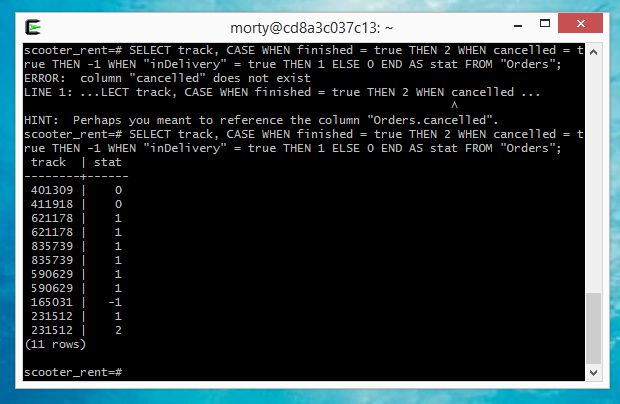 morty@cd8a3c037c13: ~
scooter_rent=# SELECT track, CASE WHEN finished = true THEN 2 WHEN cancelled = t
rue THEN -1 WHEN "inDelivery" = true THEN 1 ELSE 0 END AS stat FROM "Orders";
ERROR:  column "cancelled" does not exist
LINE 1: ...LECT track, CASE WHEN finished = true THEN 2 WHEN cancelled ...
^
HINT:  Perhaps you meant to reference the column "Orders.cancelled".
scooter_rent=# SELECT track, CASE WHEN finished = true THEN 2 WHEN cancelled = t
rue THEN -1 WHEN "inDelivery" = true THEN 1 ELSE 0 END AS stat FROM "Orders";
track  | stat
--------+------
401309 |    0
411918 |    0
621178 |    1
621178 |    1
835739 |    1
835739 |    1
590629 |    1
590629 |    1
165031 |   -1
231512 |    1
231512 |    2
(11 rows)
scooter_rent=#